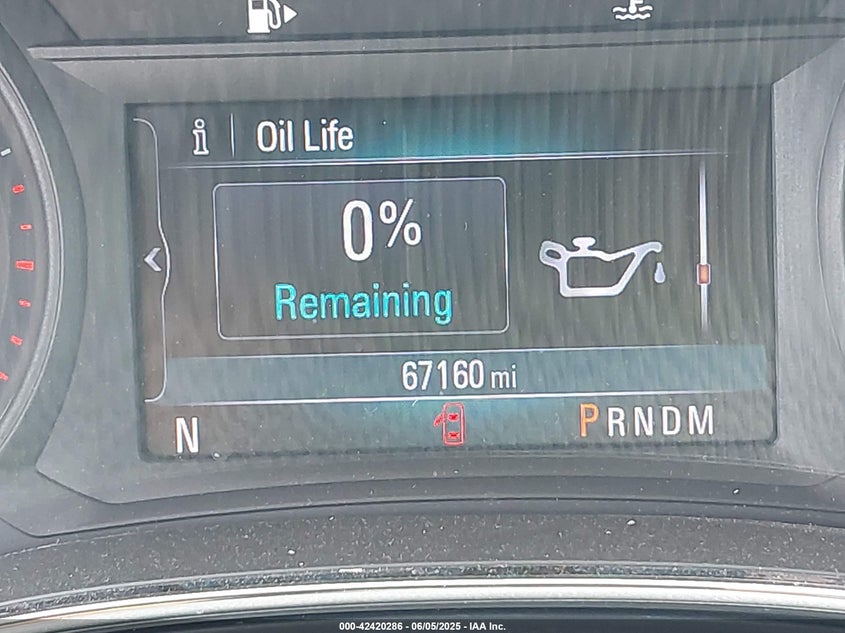 Oil Life
0%
Remaining
67160 mi
N PRNDM
000-42420286 - 06/05/2025 - IAA Inc.